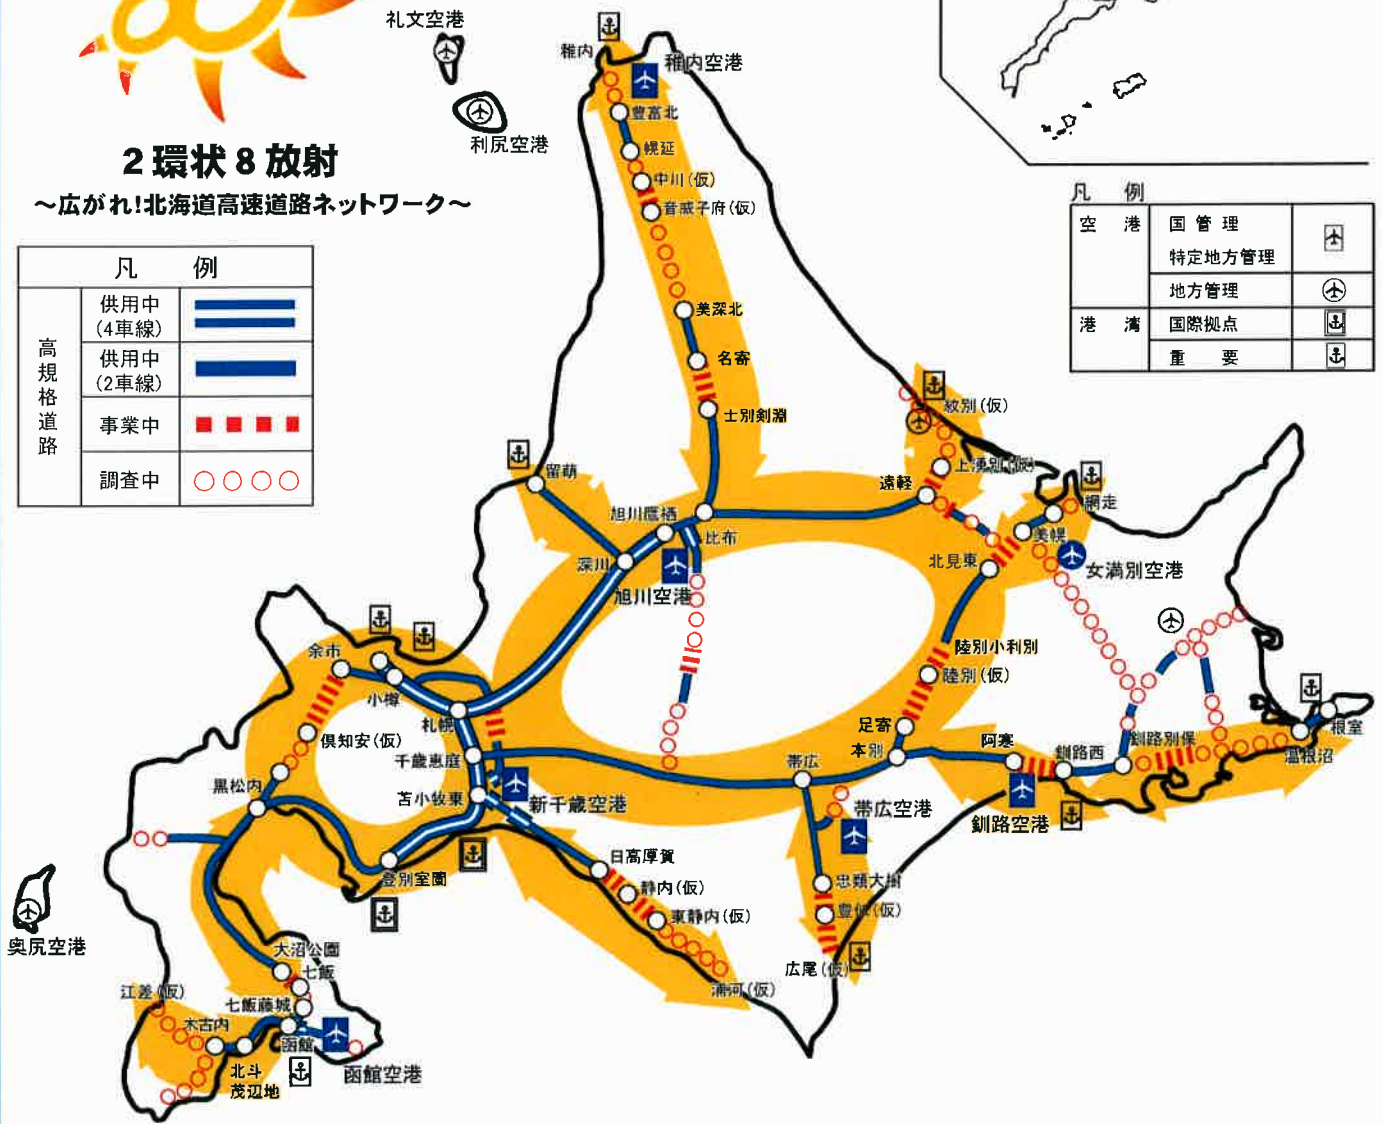 礼文空港
利尻空港
2環状8放射
～広がれ!北海道高速道路ネットワーク～
凡 例
高規格道路
供用中
(4車線)
供用中
(2車線)
事業中
調査中
凡 例
空 港
国管理
特定地方管理
地方管理
港 湾
国際拠点
重 要
稚内
稚内空港
豊富北
幌延
中川(仮)
音威子府(仮)
美深北
名寄
士別剣淵
紋別(仮)
上湧別(仮)
遠軽
留萌
旭川鷹栖
比布
深川
旭川空港
網走
美幌
北見東
女満別空港
陸別小利別
陸別(仮)
足寄
本別
阿寒
釧路西
釧路別保
根室
温根沼
釧路空港
余市
小樽
札幌
倶知安(仮)
千歳恵庭
黒松内
苫小牧東
新千歳空港
帯広
帯広空港
登別室蘭
日高厚賀
静内(仮)
東静内(仮)
浦河(仮)
忠類大樹
豊似(仮)
広尾(仮)
奥尻空港
大沼公園
七飯
七飯藤城
江差(仮)
木古内
函館
北斗
茂辺地
函館空港